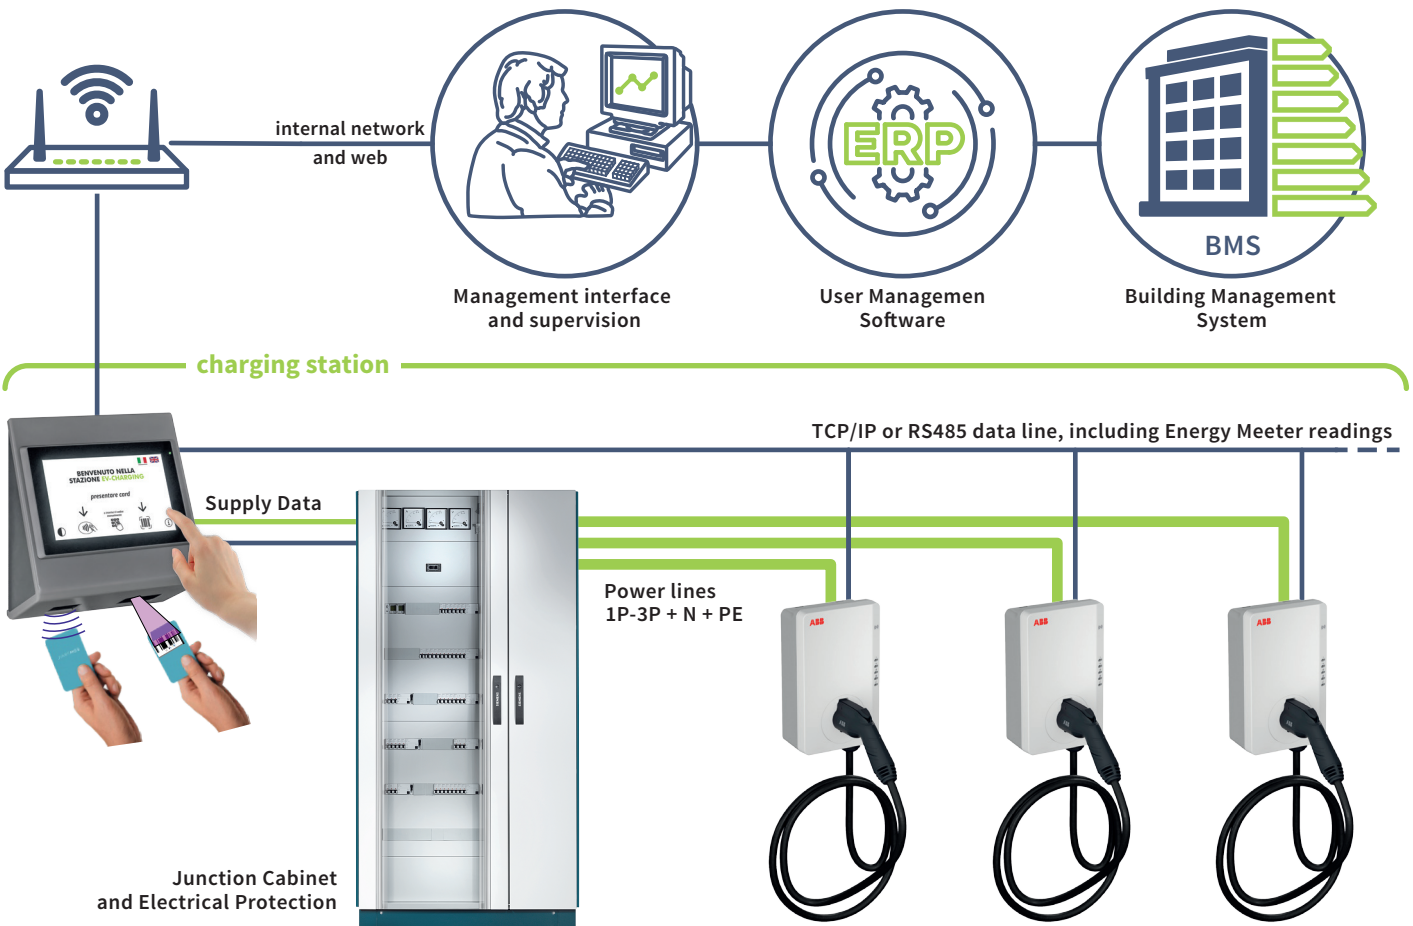 internal network
and web
ERP
BMS
Management interface
and supervision
User Managemen
Software
Building Management
System
charging station
TCP/IP or RS485 data line, including Energy Meeter readings
BENVENUTO NELLA
STAZIONE EV-CHARGING
presentare card
Supply Data
Power lines
1P-3P + N + PE
ABB
ABB
ABB
Junction Cabinet
and Electrical Protection